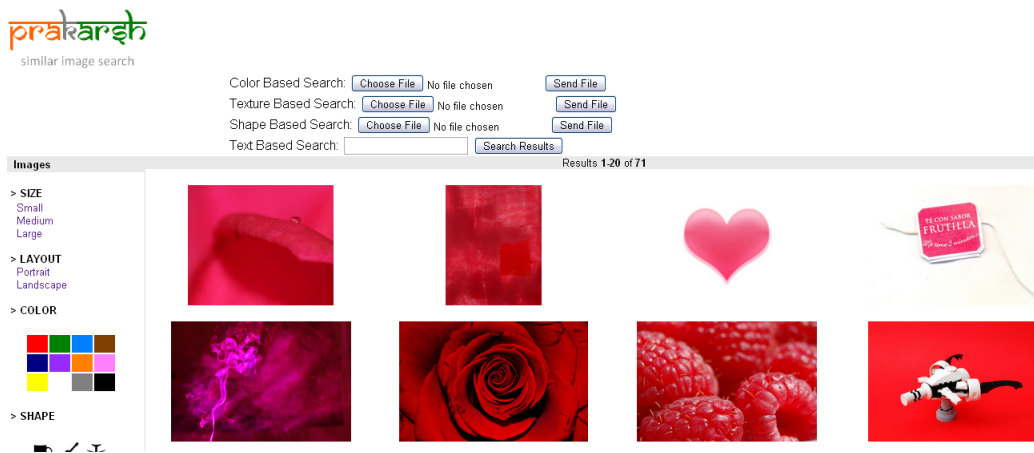 prakarsh
similar image search
Color Based Search: Choose File No file chosen Send File
Texture Based Search: Choose File No file chosen Send File
Shape Based Search: Choose File No file chosen Send File
Text Based Search: Search Results
Images Results 1-20 of 71
> SIZE
Small
Medium
Large
> LAYOUT
Portrait
Landscape
> COLOR
> SHAPE
TÉ CON SABOR
FRUTILLA